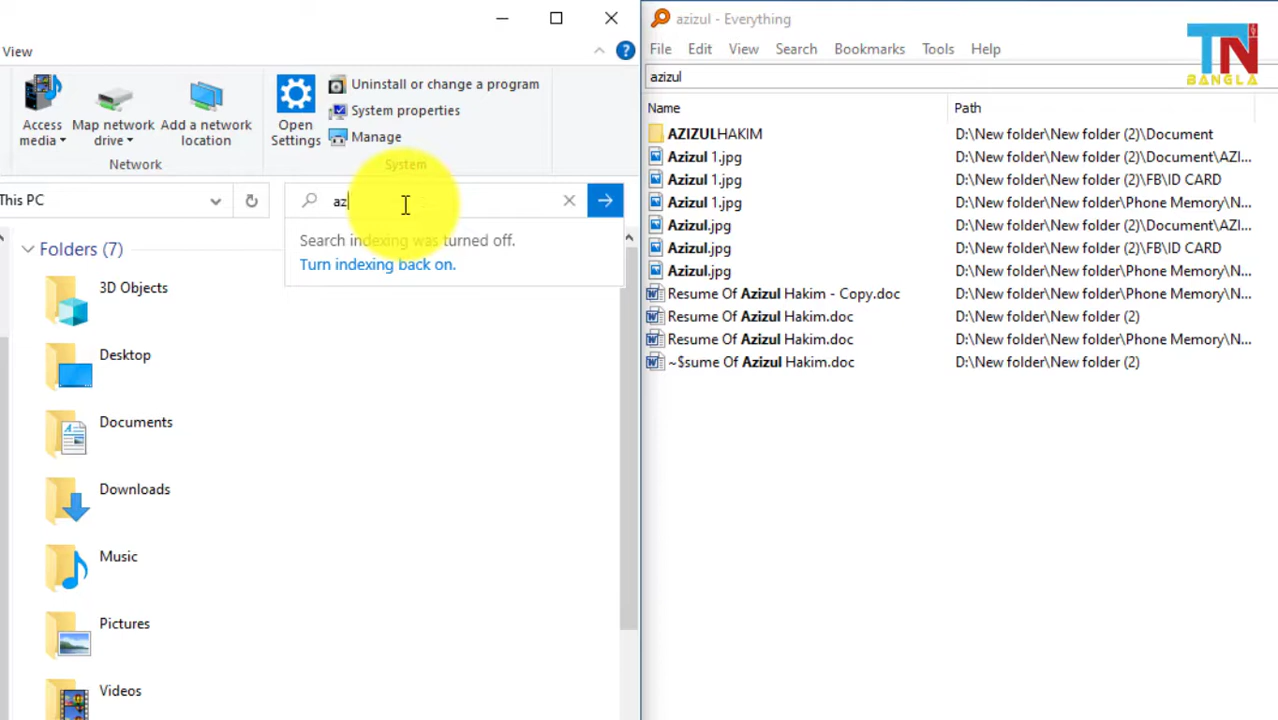 View
Access media
Map network drive
Add a network location
Network
Open Settings
Uninstall or change a program
System properties
Manage
System
This PC
az
Search indexing was turned off.
Turn indexing back on.
Folders (7)
3D Objects
Desktop
Documents
Downloads
Music
Pictures
Videos
azizul - Everything
File Edit View Search Bookmarks Tools Help
azizul
Name Path
AZIZULHAKIM D:\New folder\New folder (2)\Document
Azizul 1.jpg D:\New folder\New folder (2)\Document\AZI...
Azizul 1.jpg D:\New folder\New folder (2)\FB\ID CARD
Azizul 1.jpg D:\New folder\New folder\Phone Memory\N...
Azizul.jpg D:\New folder\New folder (2)\Document\AZI...
Azizul.jpg D:\New folder\New folder (2)\FB\ID CARD
Azizul.jpg D:\New folder\New folder\Phone Memory\N...
Resume Of Azizul Hakim - Copy.doc D:\New folder\New folder\Phone Memory\N...
Resume Of Azizul Hakim.doc D:\New folder\New folder (2)
Resume Of Azizul Hakim.doc D:\New folder\New folder\Phone Memory\N...
~$sume Of Azizul Hakim.doc D:\New folder\New folder (2)
TN
BANGLA